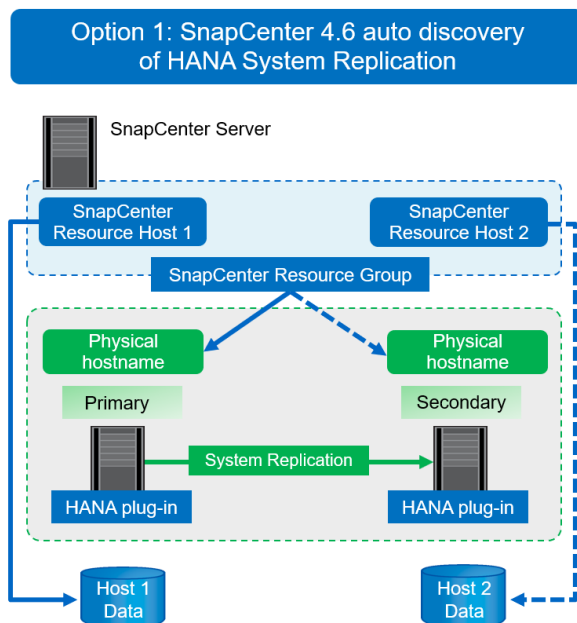 Option 1: SnapCenter 4.6 auto discovery
of HANA System Replication
SnapCenter Server
SnapCenter
Resource Host 1
SnapCenter
Resource Host 2
SnapCenter Resource Group
Physical
hostname
Physical
hostname
Primary
Secondary
System Replication
HANA plug-in
HANA plug-in
Host 1
Data
Host 2
Data